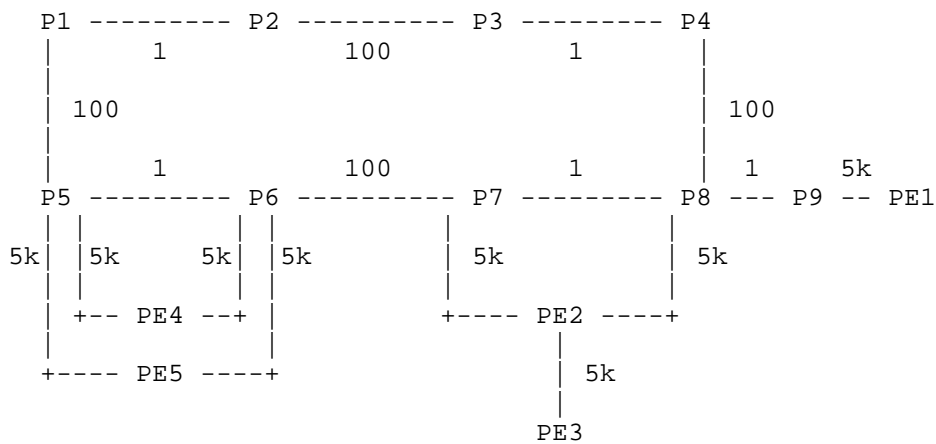 P1 --------- P2 ---------- P3 --------- P4
1 100 1
100 100
1 100 1 1 5k
P5 --------- P6 ---------- P7 --------- P8 --- P9 -- PE1
5k 5k 5k 5k 5k 5k
+-- PE4 --+ +---- PE2 ----+
+---- PE5 ----+ 5k
PE3